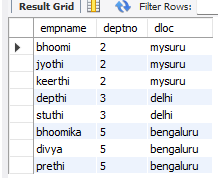 Result Grid Filter Rows:
empname deptno dloc
bhoomi 2 mysuru
jyothi 2 mysuru
keerthi 2 mysuru
depthi 3 delhi
stuthi 3 delhi
bhoomika 5 bengaluru
divya 5 bengaluru
prethi 5 bengaluru